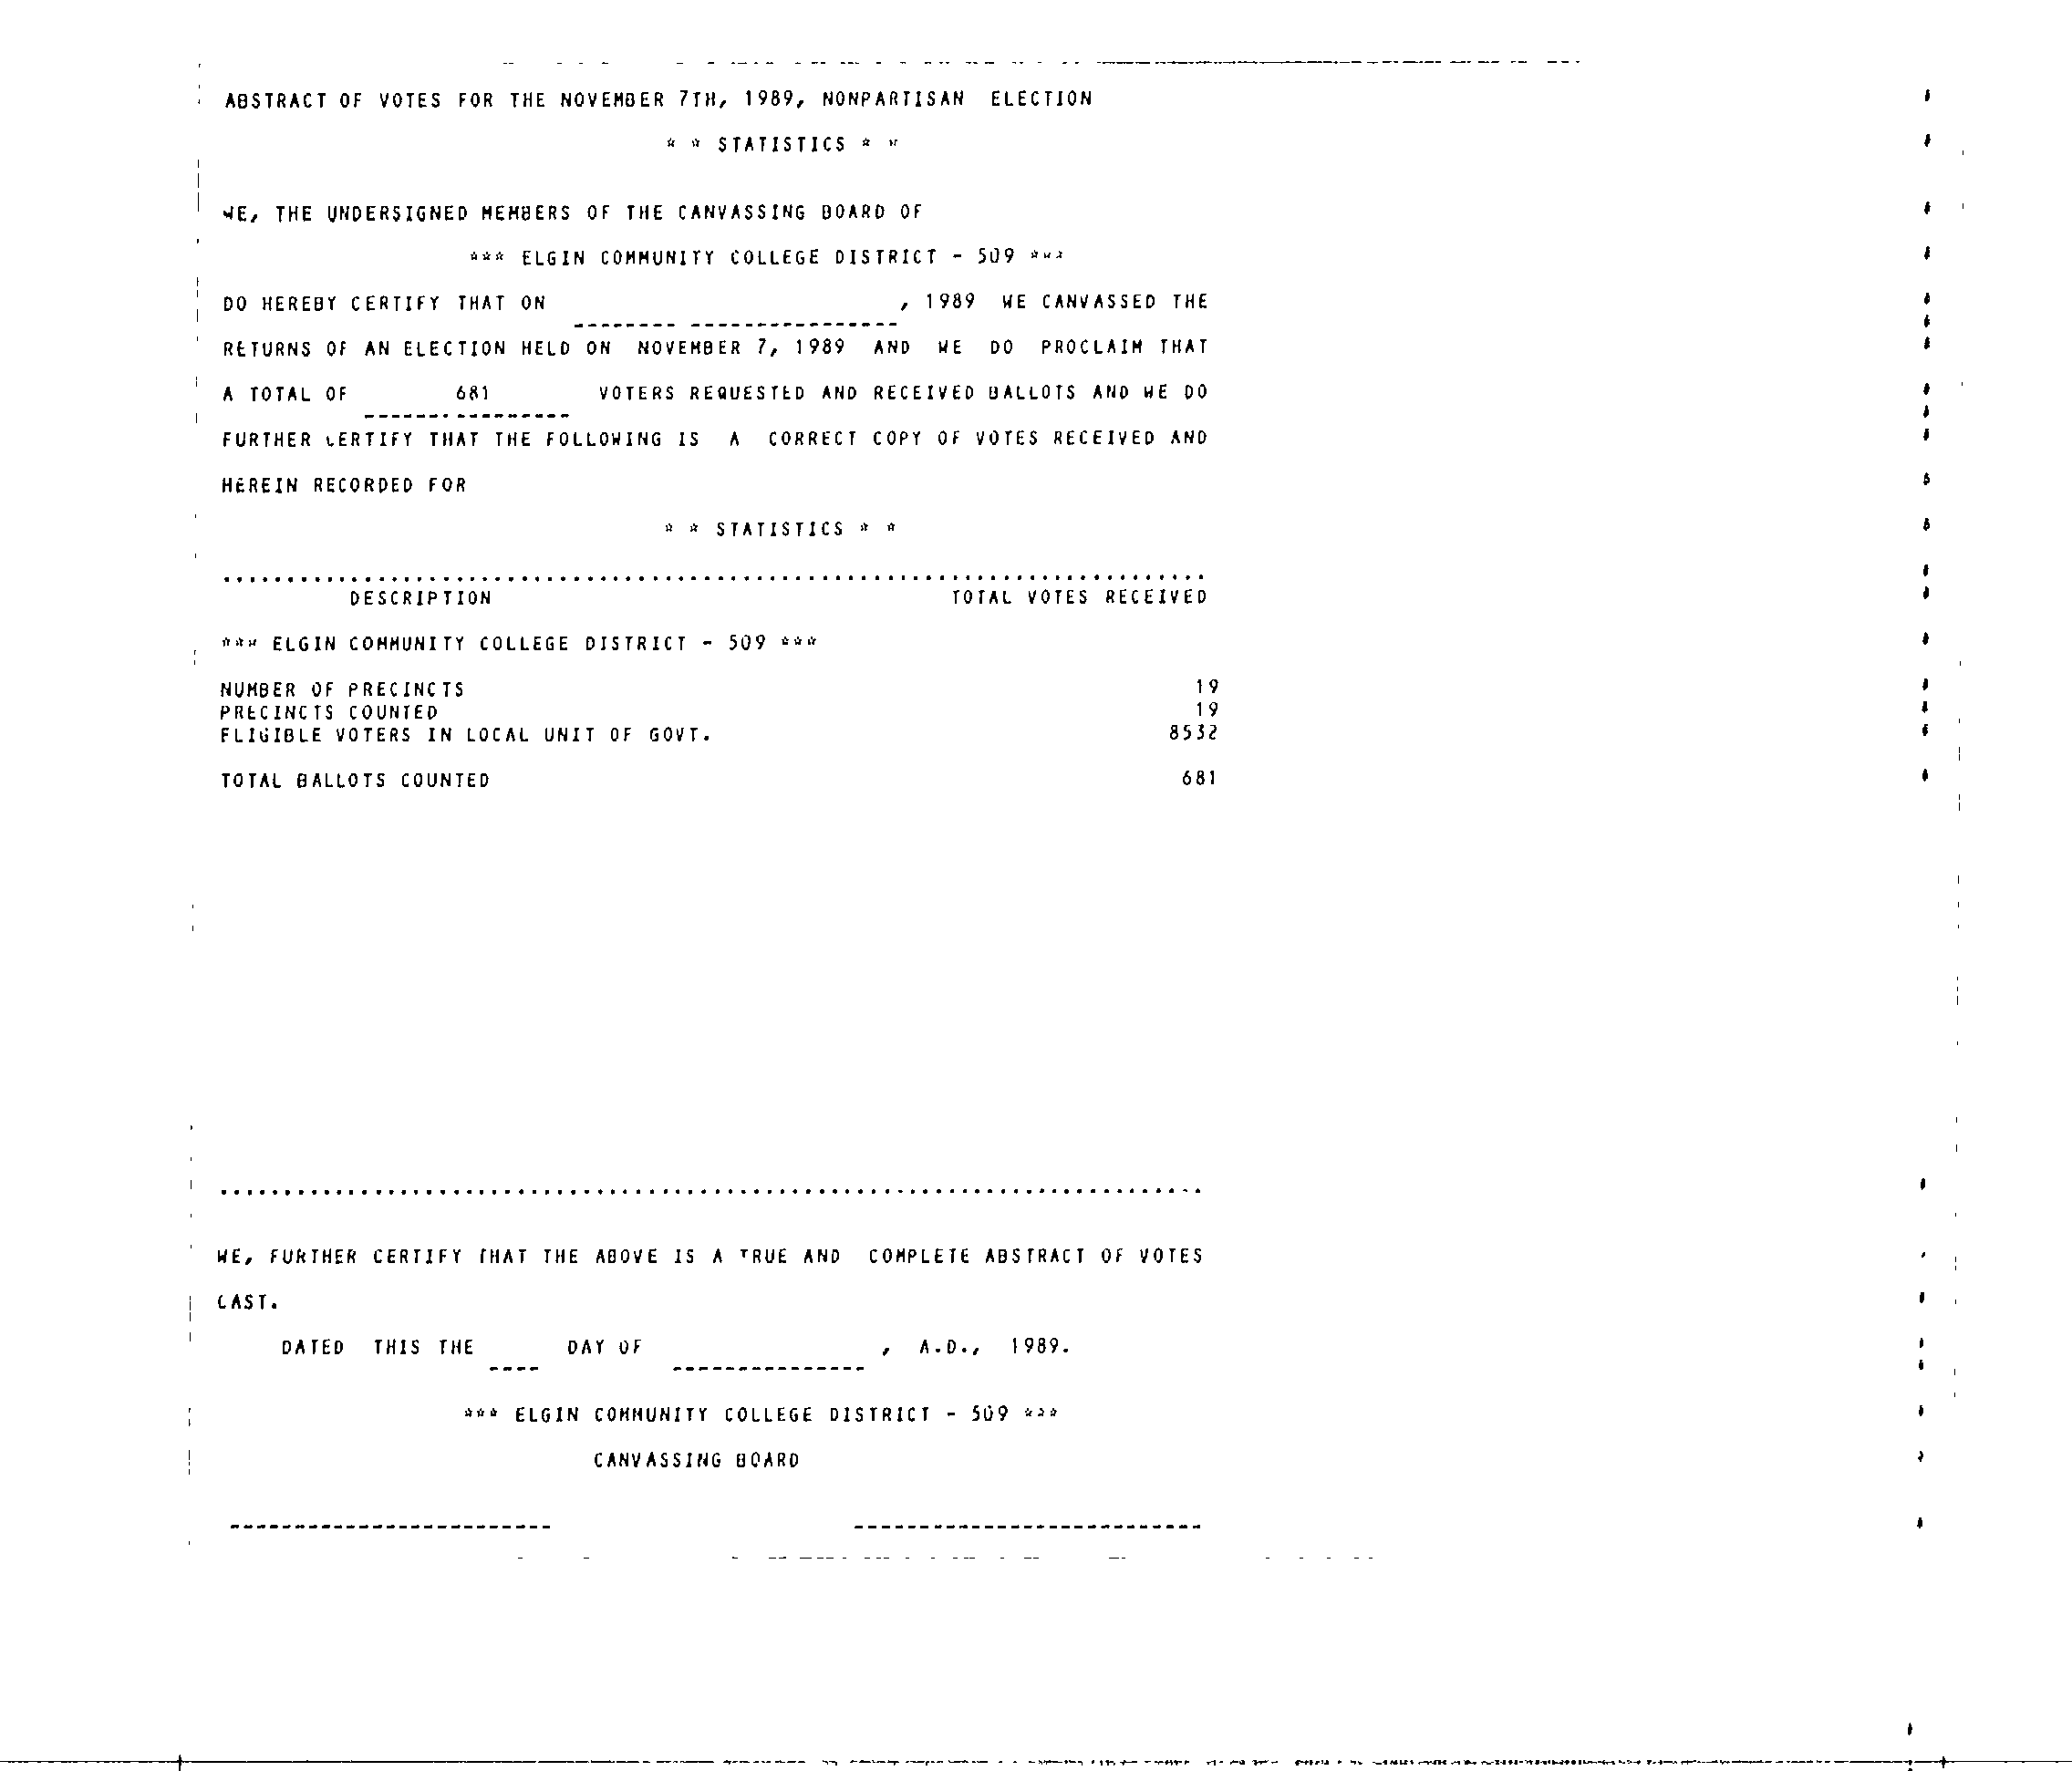 ABSTRACT OF VOTES FOR THE NOVEMBER 7TH, 1989, NONPARTISAN ELECTION
* * STATISTICS * *
WE, THE UNDERSIGNED MEMBERS OF THE CANVASSING BOARD OF
*** ELGIN COMMUNITY COLLEGE DISTRICT - 509 ***
DO HEREBY CERTIFY THAT ON , 1989 WE CANVASSED THE
RETURNS OF AN ELECTION HELD ON NOVEMBER 7, 1989 AND WE DO PROCLAIM THAT
A TOTAL OF 681 VOTERS REQUESTED AND RECEIVED BALLOTS AND WE DO
FURTHER CERTIFY THAT THE FOLLOWING IS A CORRECT COPY OF VOTES RECEIVED AND
HEREIN RECORDED FOR
* * STATISTICS * *
DESCRIPTION TOTAL VOTES RECEIVED
*** ELGIN COMMUNITY COLLEGE DISTRICT - 509 ***
NUMBER OF PRECINCTS 19
PRECINCTS COUNTED 19
ELIGIBLE VOTERS IN LOCAL UNIT OF GOVT. 8532
TOTAL BALLOTS COUNTED 681
WE, FURTHER CERTIFY THAT THE ABOVE IS A TRUE AND COMPLETE ABSTRACT OF VOTES
CAST.
DATED THIS THE DAY OF , A.D., 1989.
*** ELGIN COMMUNITY COLLEGE DISTRICT - 509 ***
CANVASSING BOARD